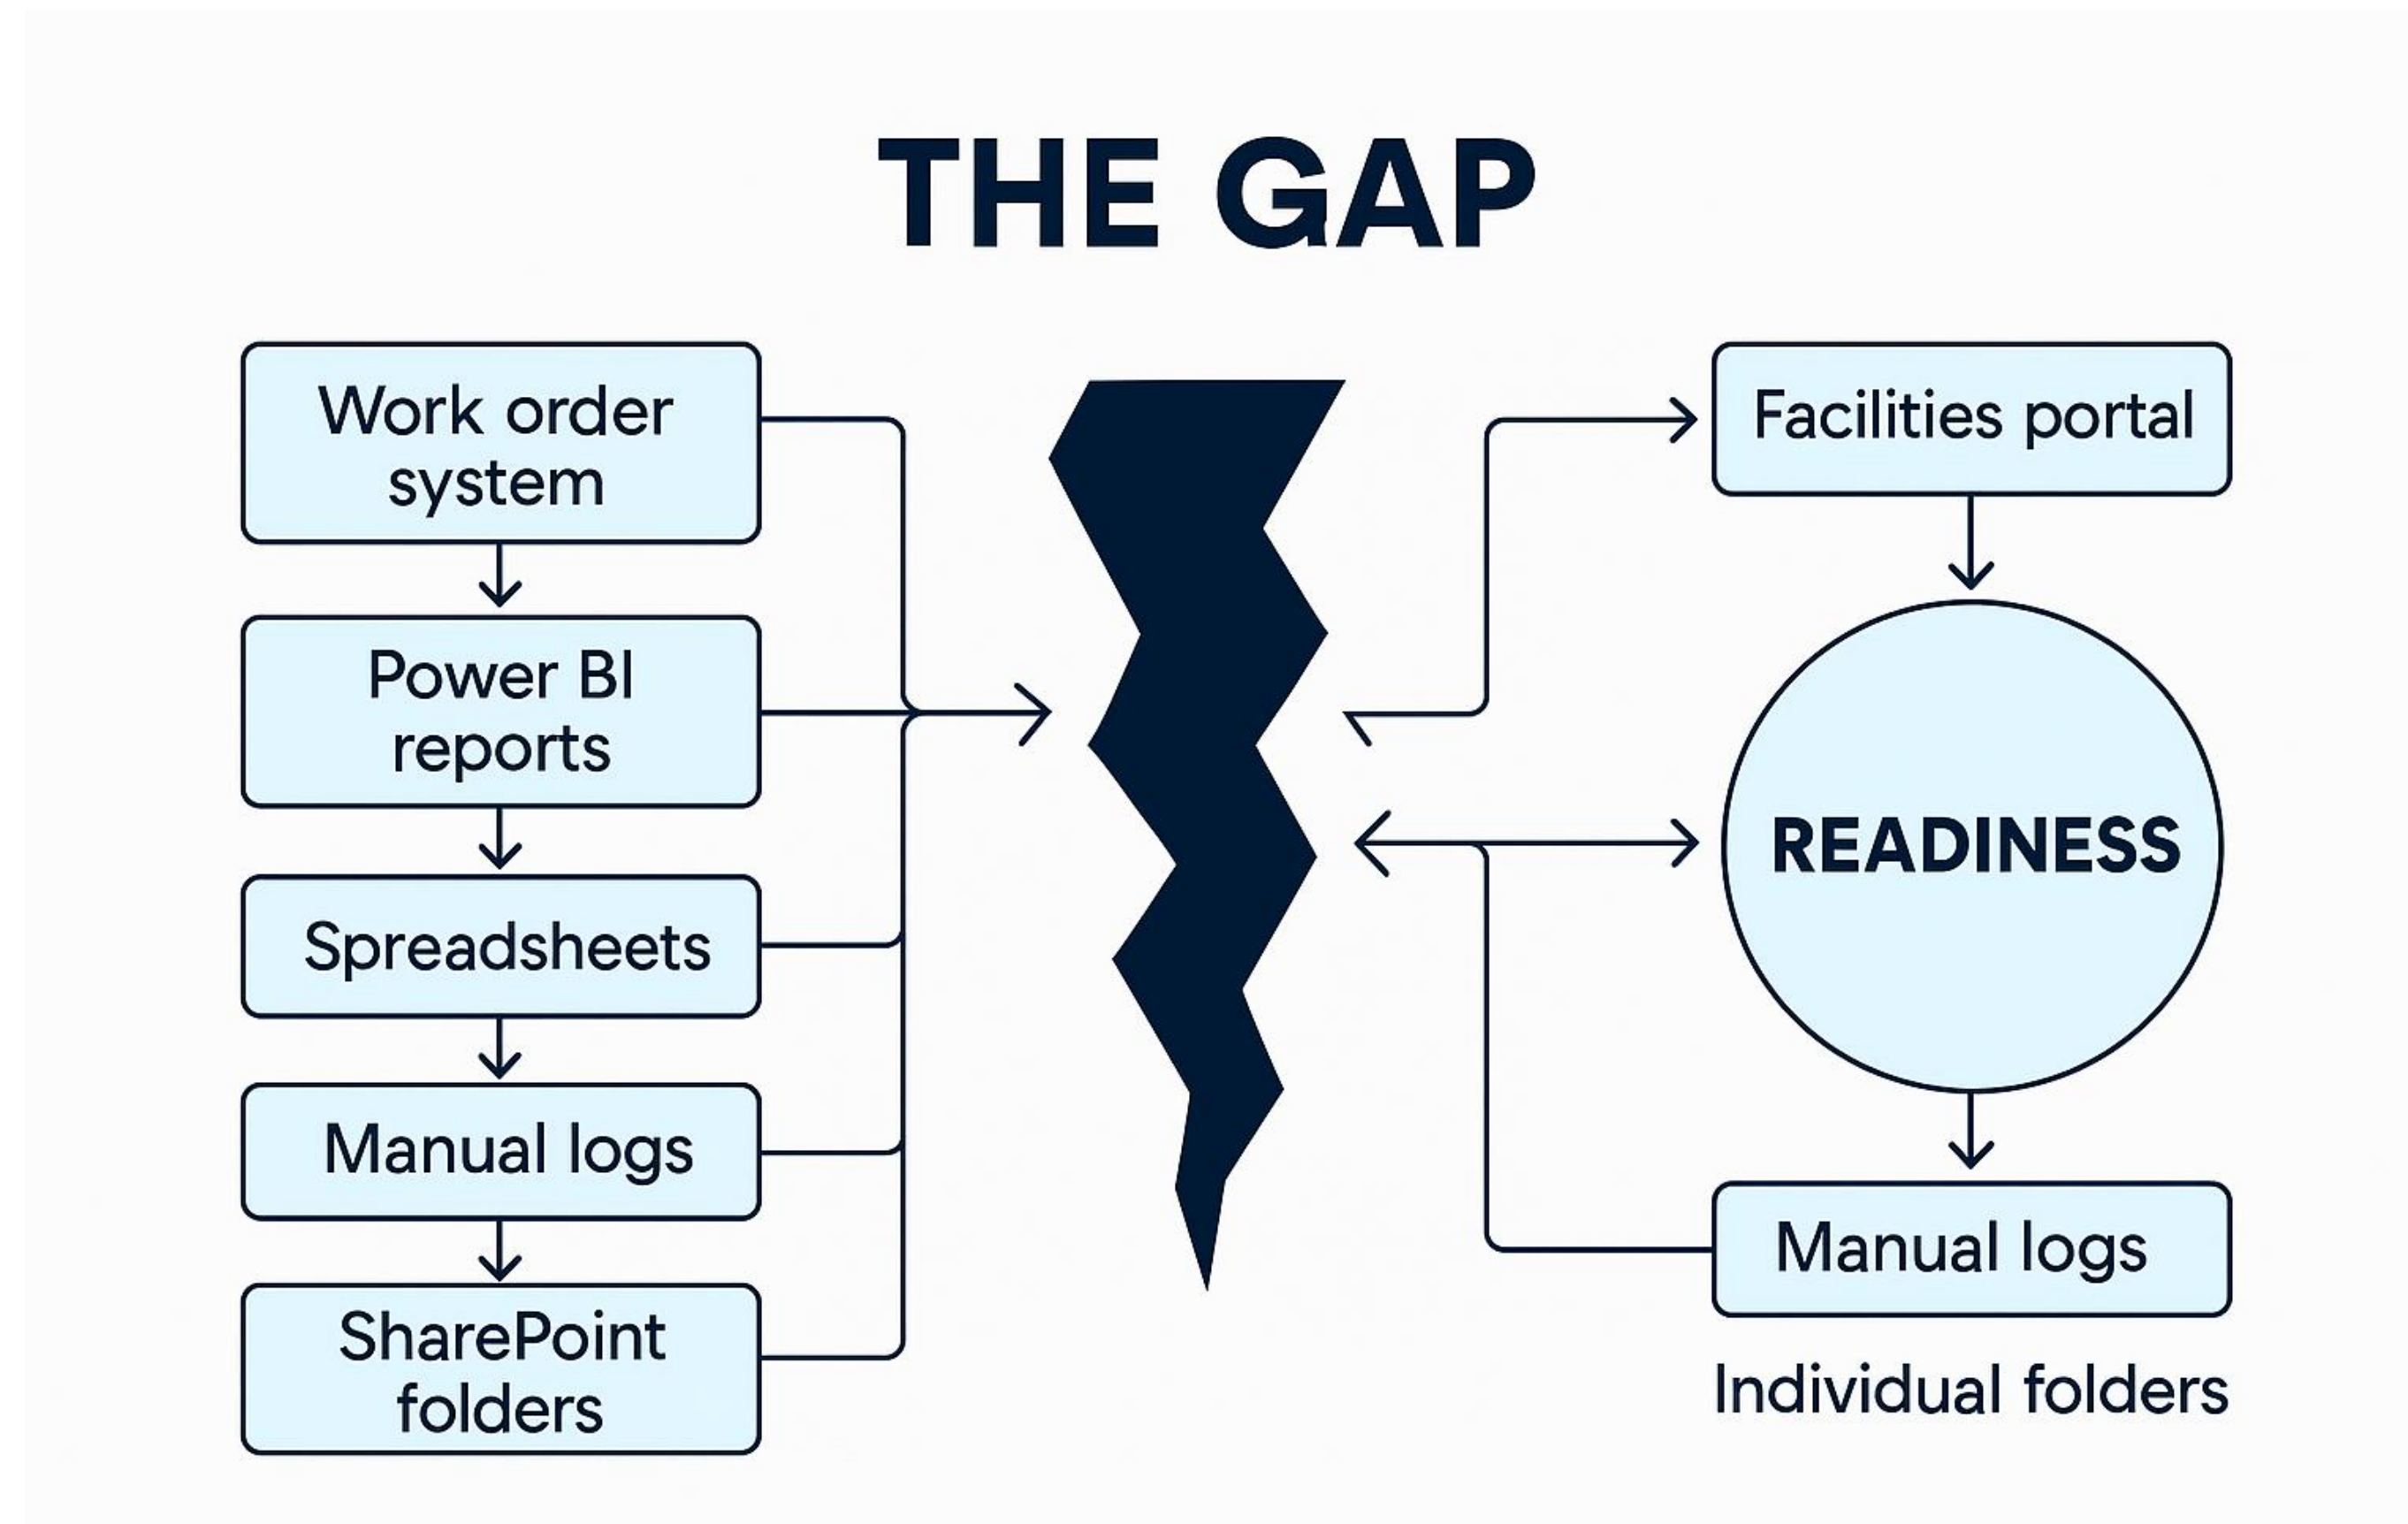 THE GAP
Work order
system
Power BI
reports
Spreadsheets
Manual logs
SharePoint
folders
Facilities portal
READINESS
Manual logs
Individual folders